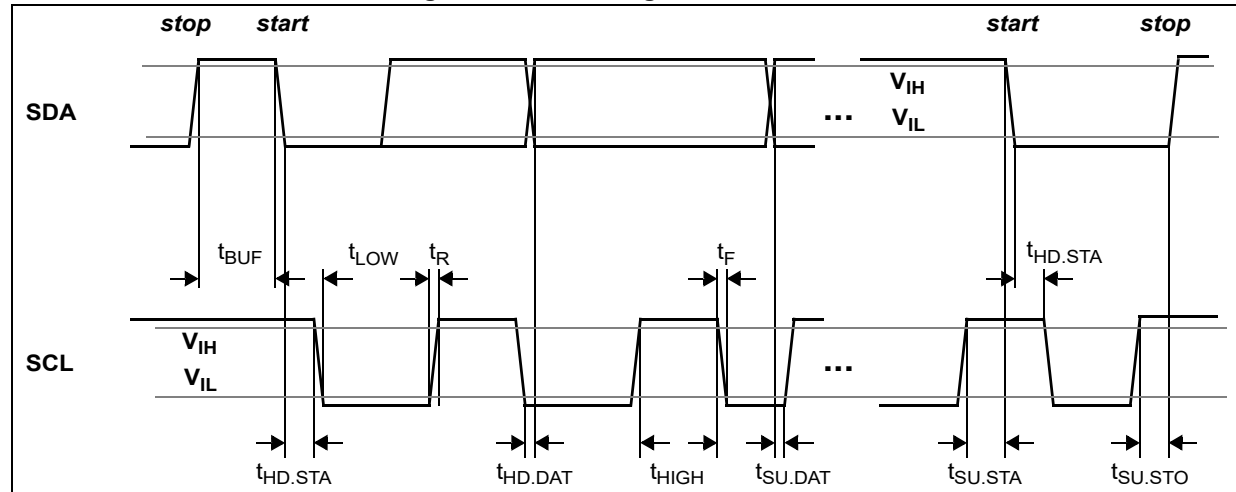 stop start start stop
SDA
V_IH
V_IL
...
t_BUF t_LOW t_R t_F t_HD.STA
V_IH
V_IL
SCL
...
t_HD.STA t_HD.DAT t_HIGH t_SU.DAT t_SU.STA t_SU.STO